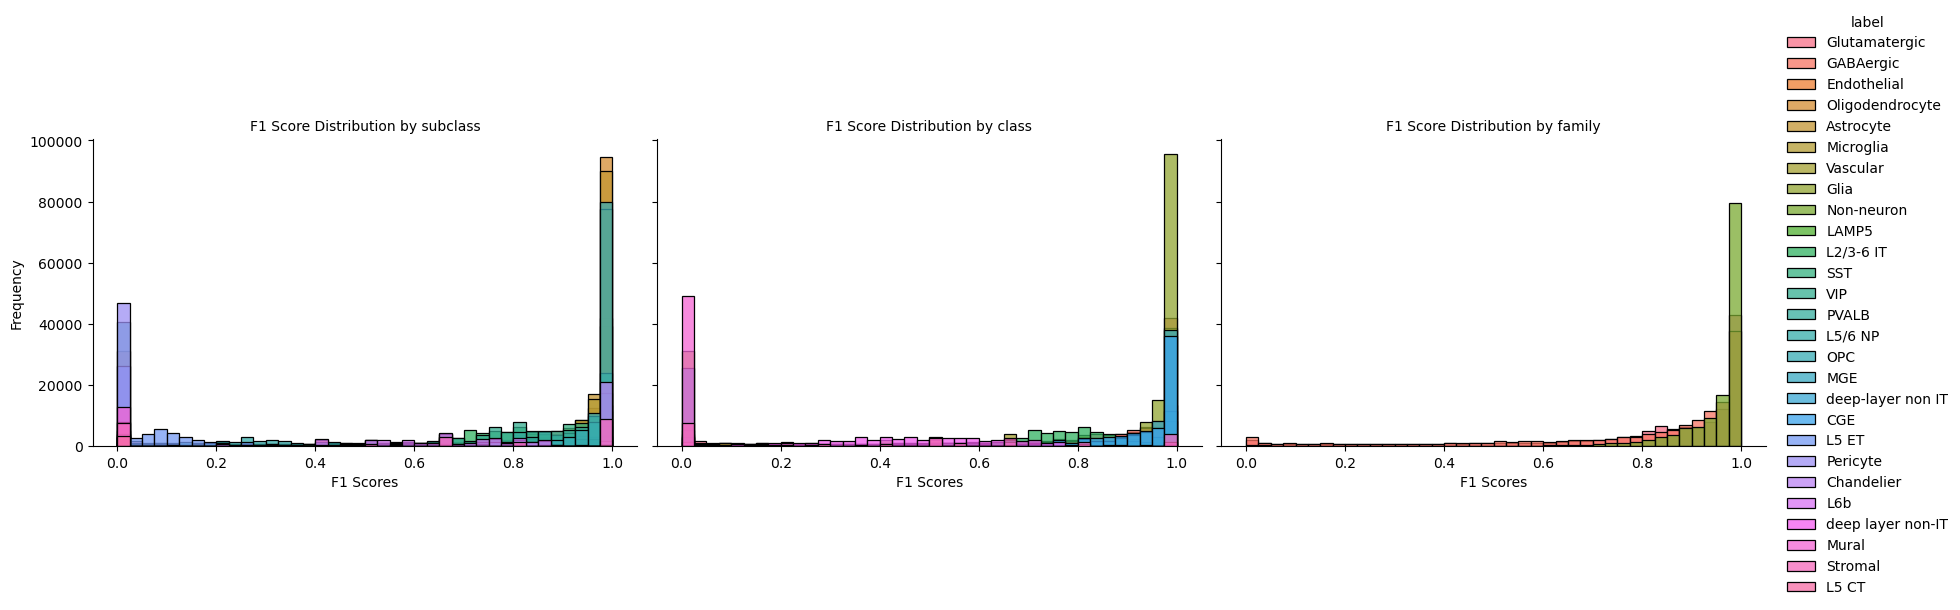 F1 Score Distribution by subclass
F1 Score Distribution by class
F1 Score Distribution by family
Frequency
100000
80000
60000
40000
20000
0
0.0 0.2 0.4 0.6 0.8 1.0
F1 Scores
0.0 0.2 0.4 0.6 0.8 1.0
F1 Scores
0.0 0.2 0.4 0.6 0.8 1.0
F1 Scores
label
Glutamatergic
GABAergic
Endothelial
Oligodendrocyte
Astrocyte
Microglia
Vascular
Glia
Non-neuron
LAMP5
L2/3-6 IT
SST
VIP
PVALB
L5/6 NP
OPC
MGE
deep-layer non IT
CGE
L5 ET
Pericyte
Chandelier
L6b
deep layer non-IT
Mural
Stromal
L5 CT